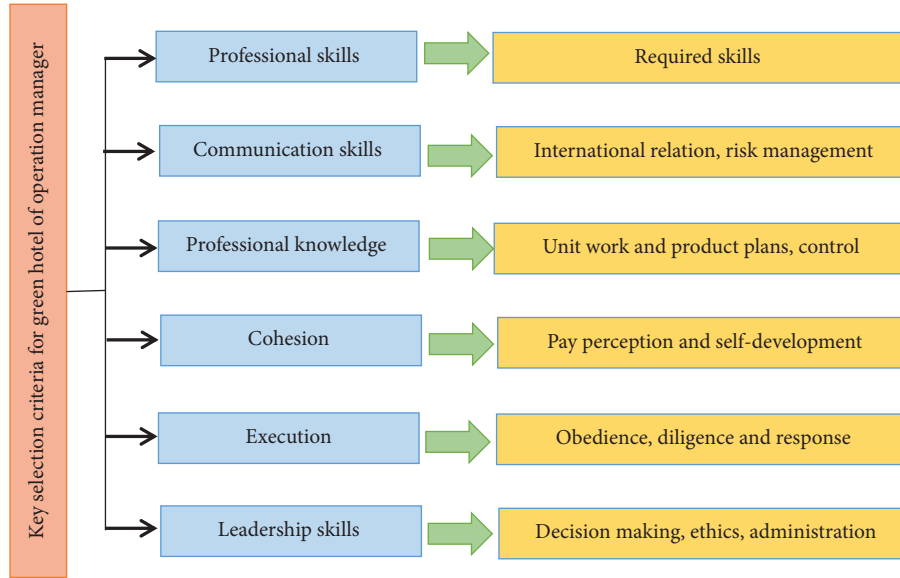 Key selection criteria for green hotel of operation manager
Professional skills
Required skills
Communication skills
International relation, risk management
Professional knowledge
Unit work and product plans, control
Cohesion
Pay perception and self-development
Execution
Obedience, diligence and response
Leadership skills
Decision making, ethics, administration